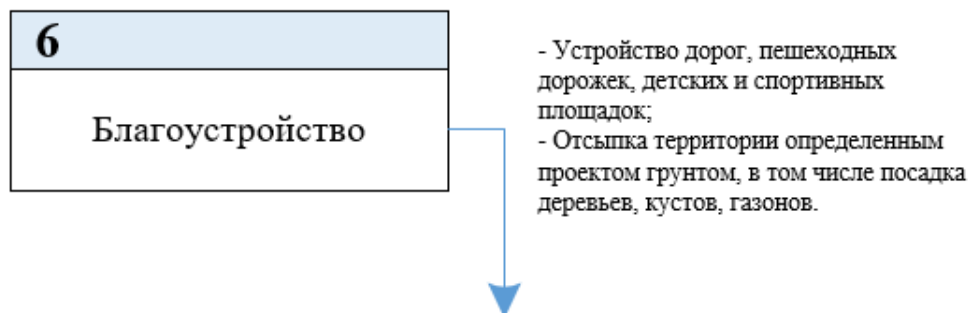 6
Благоустройство
- Устройство дорог, пешеходных
дорожек, детских и спортивных
площадок;
- Отсыпка территории определенным
проектом грунтом, в том числе посадка
деревьев, кустов, газонов.